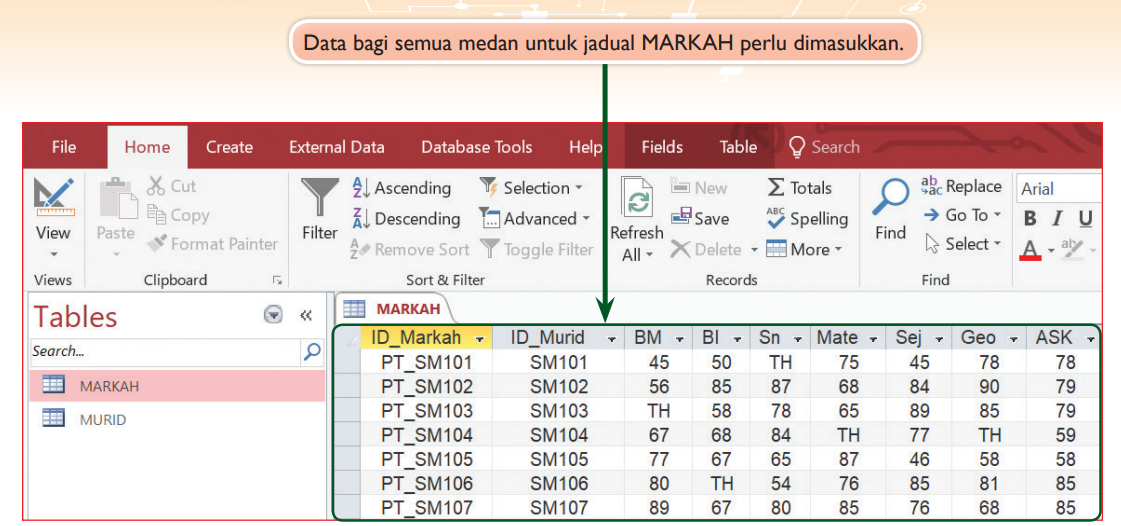 Data bagi semua medan untuk jadual MARKAH perlu dimasukkan.
File Home Create External Data Database Tools Help Fields Table Search
View
Paste
Cut
Copy
Format Painter
Filter
Ascending
Descending
Remove Sort
Selection
Advanced
Toggle Filter
Refresh
All
New
Save
Delete
Totals
Spelling
More
Find
Replace
Go To
Select
Arial
B I U
A
Views Clipboard Sort & Filter Records Find
Tables
Search...
MARKAH
MURID
MARKAH
ID_Markah ID_Murid BM BI Sn Mate Sej Geo ASK
PT_SM101 SM101 45 50 TH 75 45 78 78
PT_SM102 SM102 56 85 87 68 84 90 79
PT_SM103 SM103 TH 58 78 65 89 85 79
PT_SM104 SM104 67 68 84 TH 77 TH 59
PT_SM105 SM105 77 67 65 87 46 58 58
PT_SM106 SM106 80 TH 54 76 85 81 85
PT_SM107 SM107 89 67 80 85 76 68 85